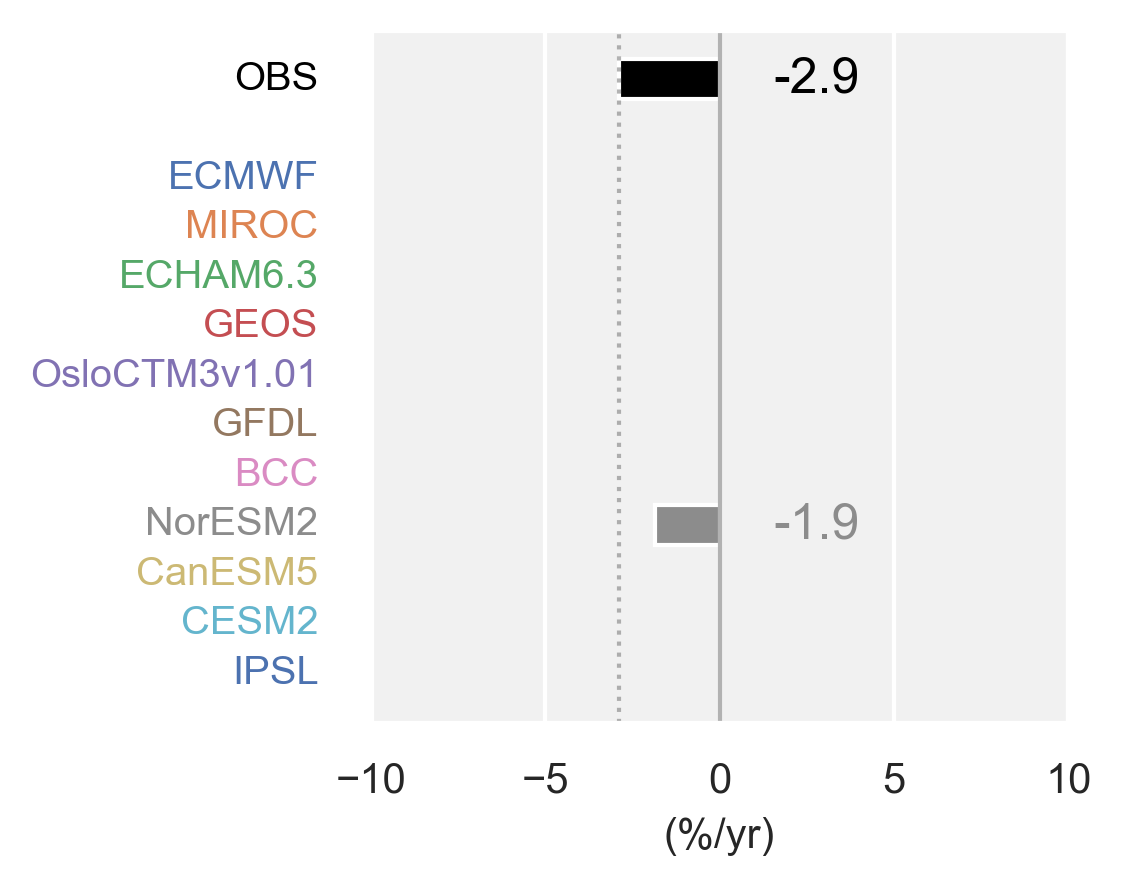 OBS -2.9
ECMWF
MIROC
ECHAM6.3
GEOS
OsloCTM3v1.01
GFDL
BCC
NorESM2 -1.9
CanESM5
CESM2
IPSL
−10 −5 0 5 10
(%/yr)